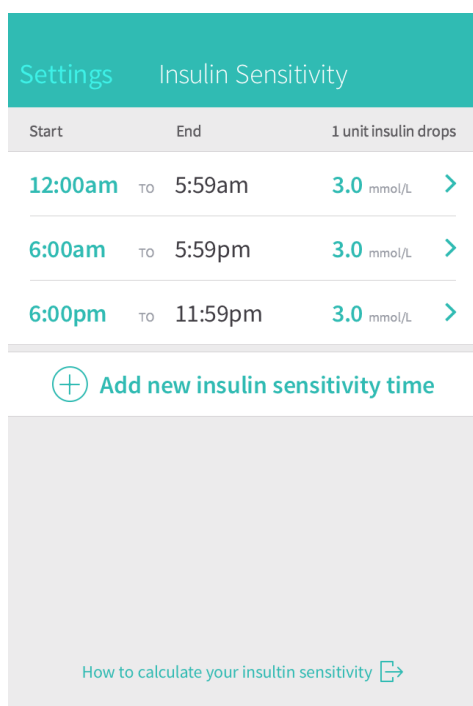 Settings Insulin Sensitivity
Start End 1 unit insulin drops
12:00am TO 5:59am 3.0 mmol/L
6:00am TO 5:59pm 3.0 mmol/L
6:00pm TO 11:59pm 3.0 mmol/L
Add new insulin sensitivity time
How to calculate your insultin sensitivity